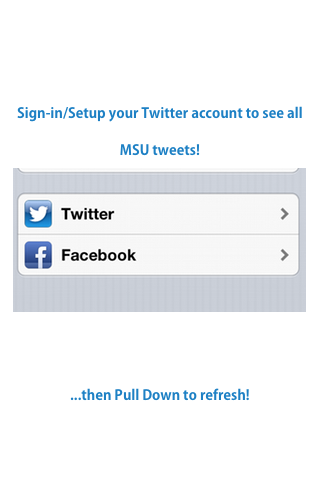 Sign-in/Setup your Twitter account to see all
MSU tweets!
Twitter
Facebook
...then Pull Down to refresh!